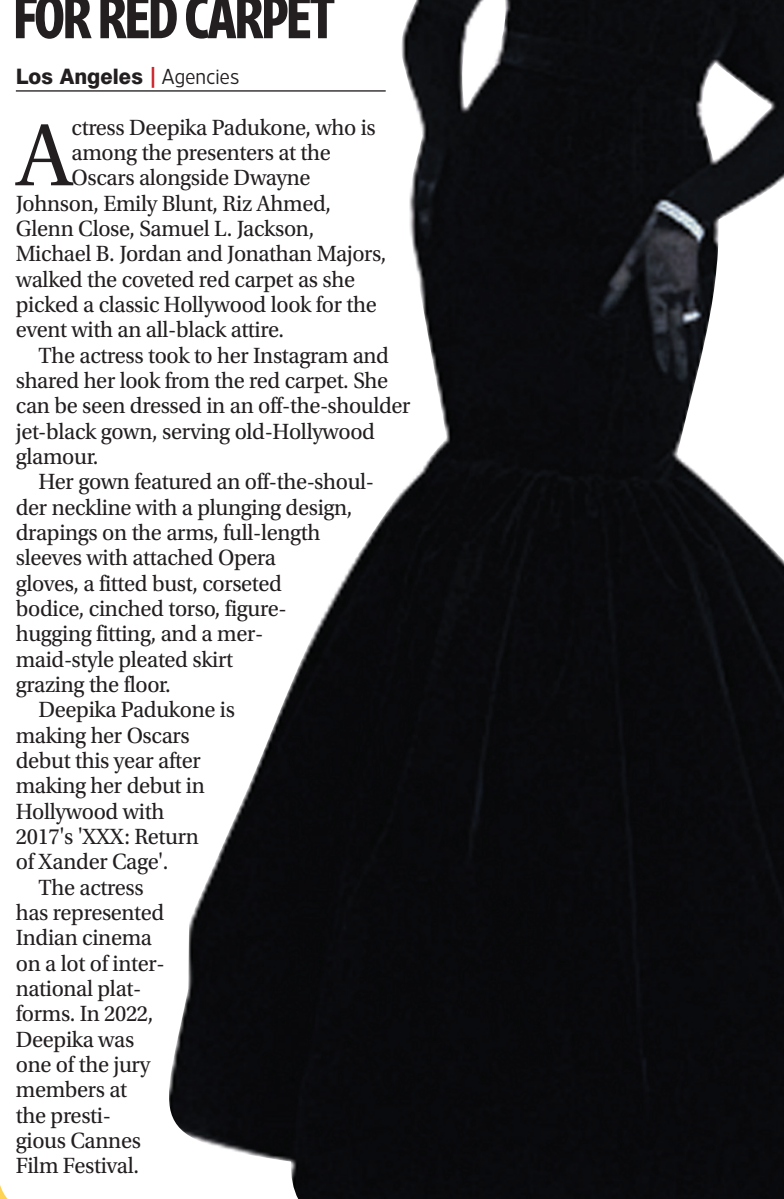 FOR RED CARPET
Los Angeles | Agencies
Actress Deepika Padukone, who is
among the presenters at the
Oscars alongside Dwayne
Johnson, Emily Blunt, Riz Ahmed,
Glenn Close, Samuel L. Jackson,
Michael B. Jordan and Jonathan Majors,
walked the coveted red carpet as she
picked a classic Hollywood look for the
event with an all-black attire.
The actress took to her Instagram and
shared her look from the red carpet. She
can be seen dressed in an off-the-shoulder
jet-black gown, serving old-Hollywood
glamour.
Her gown featured an off-the-shoul-
der neckline with a plunging design,
drapings on the arms, full-length
sleeves with attached Opera
gloves, a fitted bust, corseted
bodice, cinched torso, figure-
hugging fitting, and a mer-
maid-style pleated skirt
grazing the floor.
Deepika Padukone is
making her Oscars
debut this year after
making her debut in
Hollywood with
2017's 'XXX: Return
of Xander Cage'.
The actress
has represented
Indian cinema
on a lot of inter-
national plat-
forms. In 2022,
Deepika was
one of the jury
members at
the presti-
gious Cannes
Film Festival.